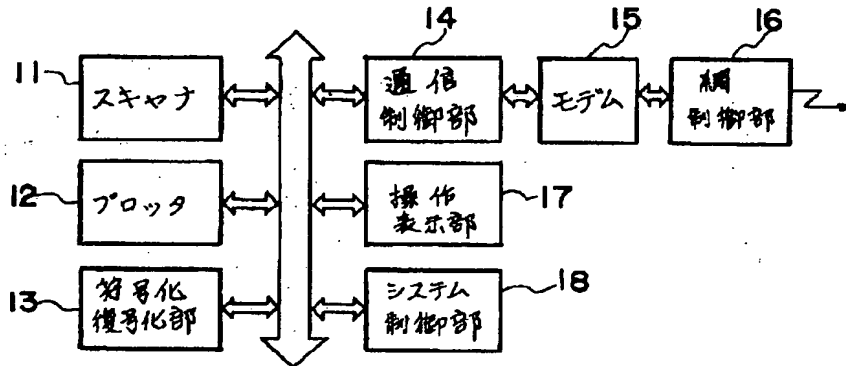 14
15
16
11
スキャナ
通信
制御部
モデム
網
制御部
12
プロッタ
操作
表示部
17
13
符号化
復号化部
システム
制御部
18